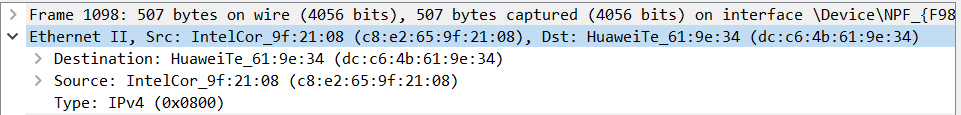 Frame 1098: 507 bytes on wire (4056 bits), 507 bytes captured (4056 bits) on interface \Device\NPF_{F98
Ethernet II, Src: IntelCor_9f:21:08 (c8:e2:65:9f:21:08), Dst: HuaweiTe_61:9e:34 (dc:c6:4b:61:9e:34)
Destination: HuaweiTe_61:9e:34 (dc:c6:4b:61:9e:34)
Source: IntelCor_9f:21:08 (c8:e2:65:9f:21:08)
Type: IPv4 (0x0800)